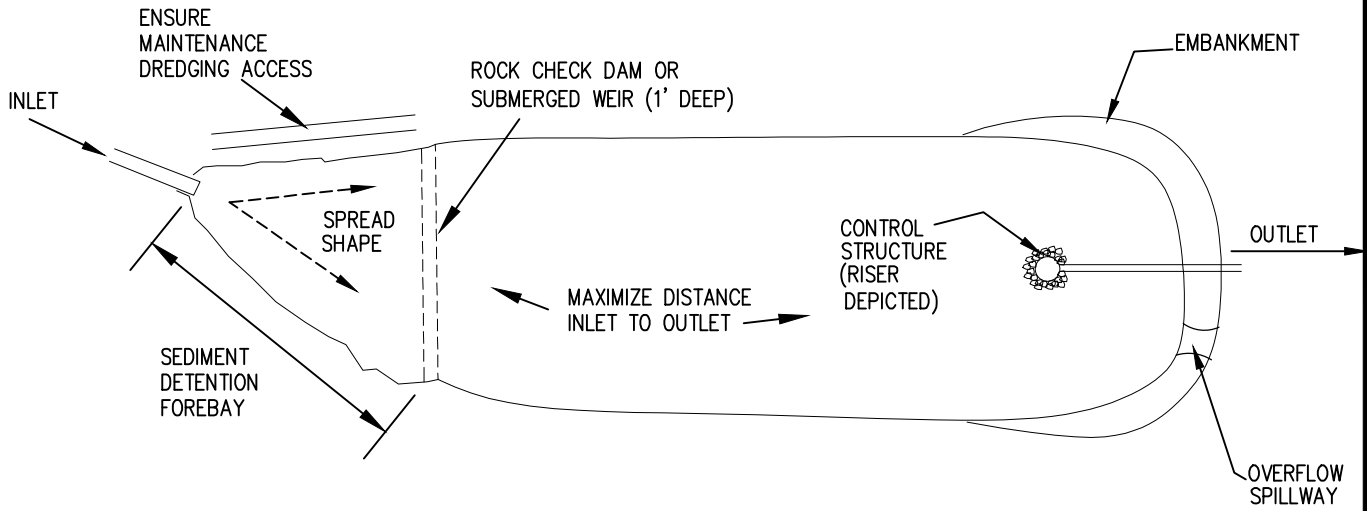 ENSURE
MAINTENANCE
DREDGING ACCESS
INLET
ROCK CHECK DAM OR
SUBMERGED WEIR (1' DEEP)
EMBANKMENT
SPREAD
SHAPE
CONTROL
STRUCTURE
(RISER
DEPICTED)
OUTLET
MAXIMIZE DISTANCE
INLET TO OUTLET
SEDIMENT
DETENTION
FOREBAY
OVERFLOW
SPILLWAY